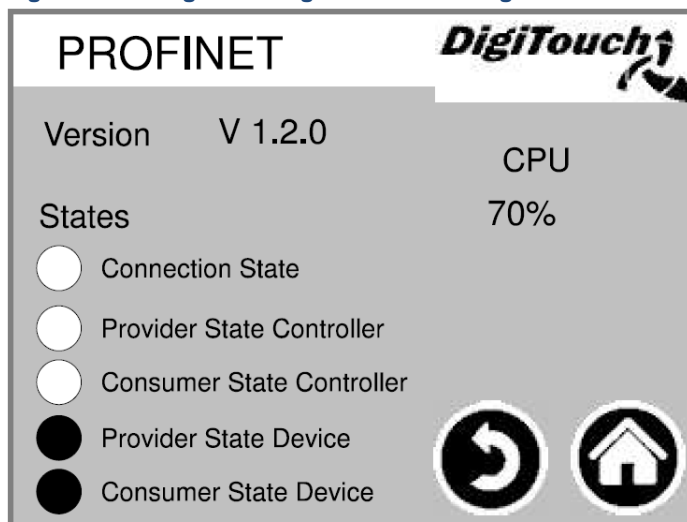 PROFINET
DigiTouch
Version V 1.2.0
CPU
States
70%
Connection State
Provider State Controller
Consumer State Controller
Provider State Device
Consumer State Device